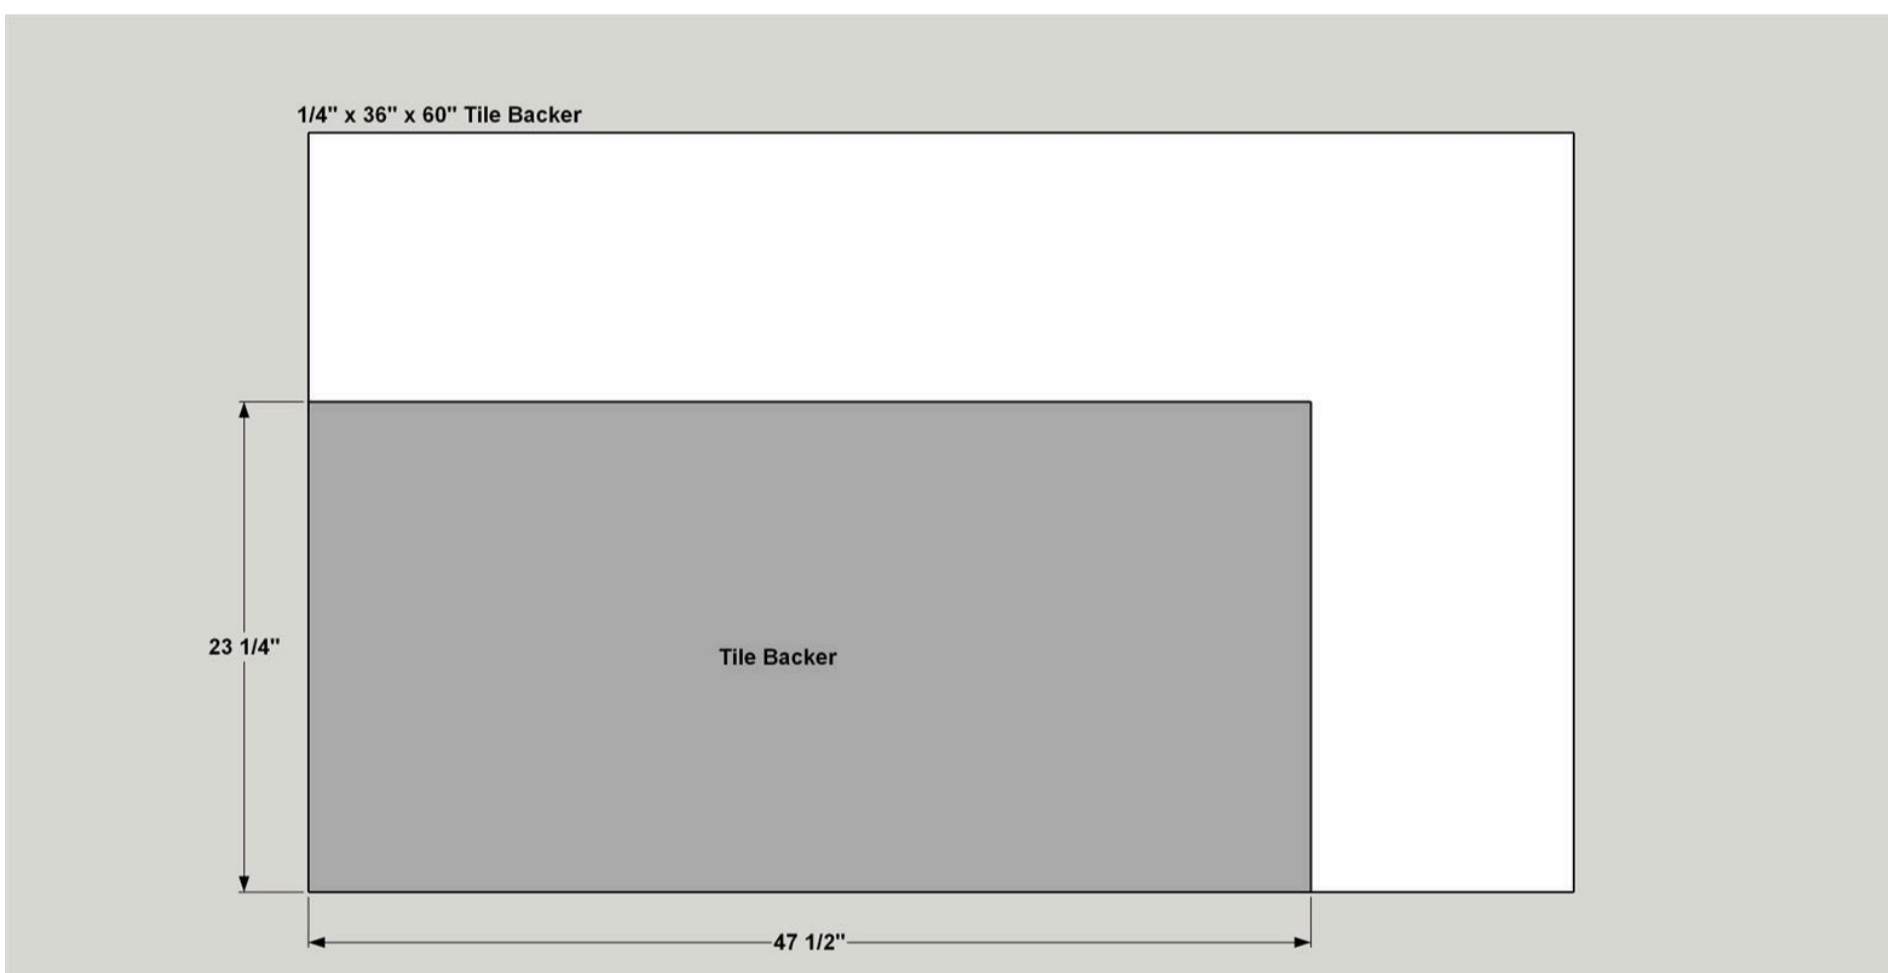 1/4" x 36" x 60" Tile Backer
23 1/4"
Tile Backer
47 1/2"